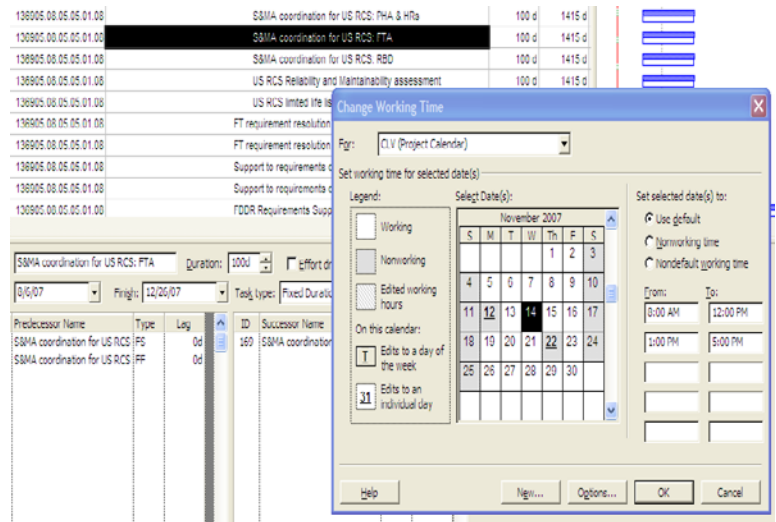 136905.08.05.05.01.08 S&MA coordination for US RCS: PHA & HRs 100 d 1415 d
136905.08.05.05.01.08 S&MA coordination for US RCS: FTA 100 d 1415 d
136905.08.05.05.01.08 S&MA coordination for US RCS: RBD 100 d 1415 d
136905.08.05.05.01.08 US RCS Reliability and Maintainability assessment 100 d 1415 d
136905.08.05.05.01.08 US RCS limted life lis
136905.08.05.05.01.08 FT requirement resolution
136905.08.05.05.01.08 FT requirement resolution
136905.08.05.05.01.08 Support to requirements c
136905.08.05.05.01.08 Support to requirements c
136905.08.05.05.01.08 FDDR Requirements Supp
Change Working Time
For: CLV (Project Calendar)
Set working time for selected date(s)
Legend:
Working
Nonworking
Edited working hours
On this calendar:
T Edits to a day of the week
31 Edits to an individual day
Select Date(s):
November 2007
S M T W Th F S
1 2 3
4 5 6 7 8 9 10
11 12 13 14 15 16 17
18 19 20 21 22 23 24
25 26 27 28 29 30
Set selected date(s) to:
Use default
Nonworking time
Nondefault working time
From: To:
8:00 AM 12:00 PM
1:00 PM 5:00 PM
Help New... Options... OK Cancel
S&MA coordination for US RCS: FTA Duration: 100d Effort dr
8/6/07 Finish: 12/26/07 Task type: Fixed Duratio
Predecessor Name Type Lag ID Successor Name
S&MA coordination for US RCS FS 0d 169 S&MA coordination
S&MA coordination for US RCS FF 0d